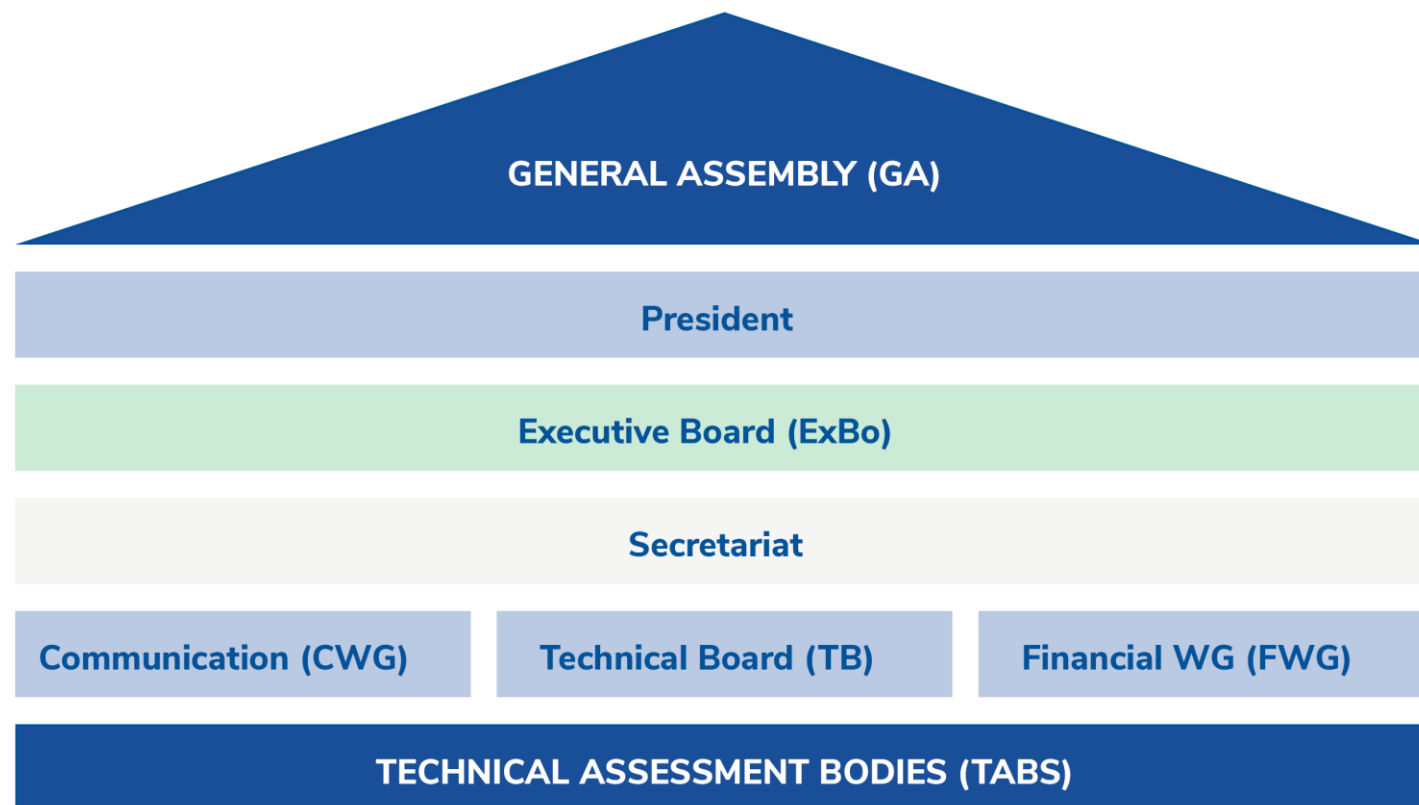 GENERAL ASSEMBLY (GA)
President
Executive Board (ExBo)
Secretariat
Communication (CWG)
Technical Board (TB)
Financial WG (FWG)
TECHNICAL ASSESSMENT BODIES (TABS)